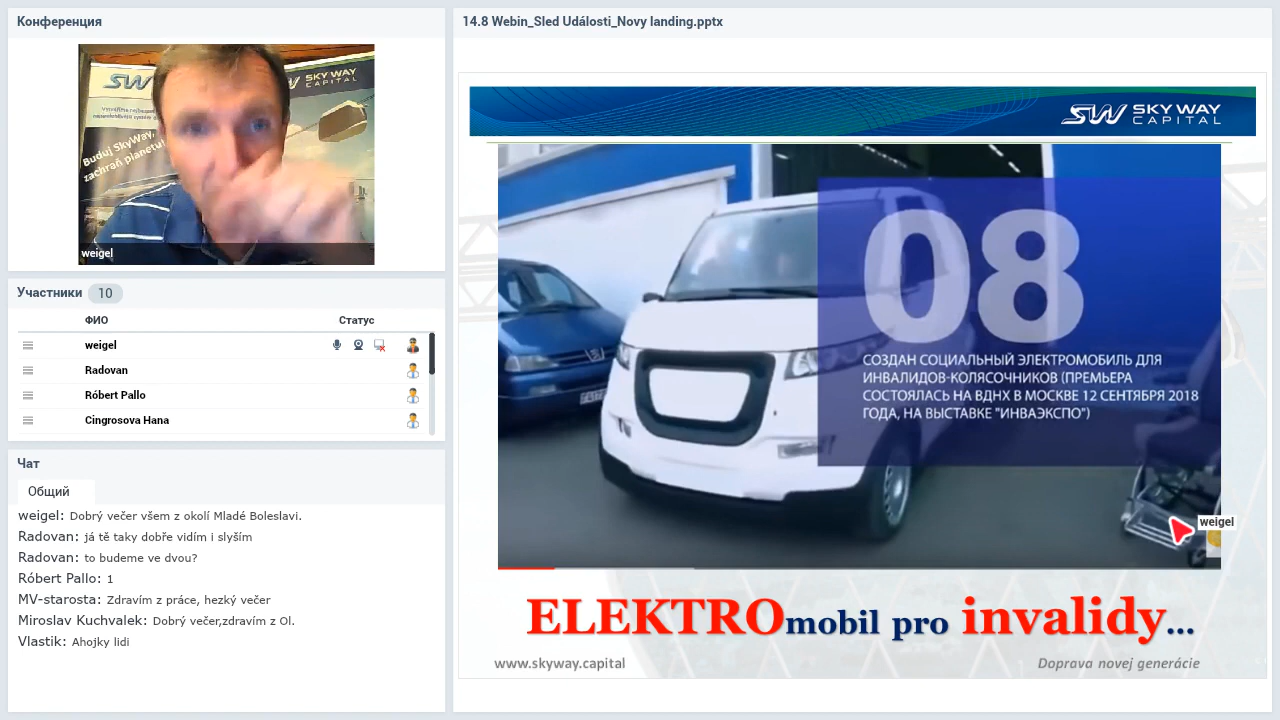 Конференция
SW SKY WAY CAPITAL
Buduj SkyWay,
zachraň planetu!
weigel
Участники 10
ФИО Статус
weigel
Radovan
Róbert Pallo
Cingrosova Hana
Чат
Общий
weigel: Dobrý večer všem z okolí Mladé Boleslavi.
Radovan: já tě taky dobře vidím i slyším
Radovan: to budeme ve dvou?
Róbert Pallo: 1
MV-starosta: Zdravím z práce, hezký večer
Miroslav Kuchvalek: Dobrý večer,zdravím z Ol.
Vlastik: Ahojky lidi
14.8 Webin_Sled Události_Novy landing.pptx
SW SKY WAY
CAPITAL
08
СОЗДАН СОЦИАЛЬНЫЙ ЭЛЕКТРОМОБИЛЬ ДЛЯ
ИНВАЛИДОВ-КОЛЯСОЧНИКОВ (ПРЕМЬЕРА
СОСТОЯЛАСЬ НА ВДНХ В МОСКВЕ 12 СЕНТЯБРЯ 2018
ГОДА, НА ВЫСТАВКЕ "ИНВАЭКСПО")
weigel
ELEKTROmobil pro invalidy...
www.skyway.capital
Doprava novej generácie